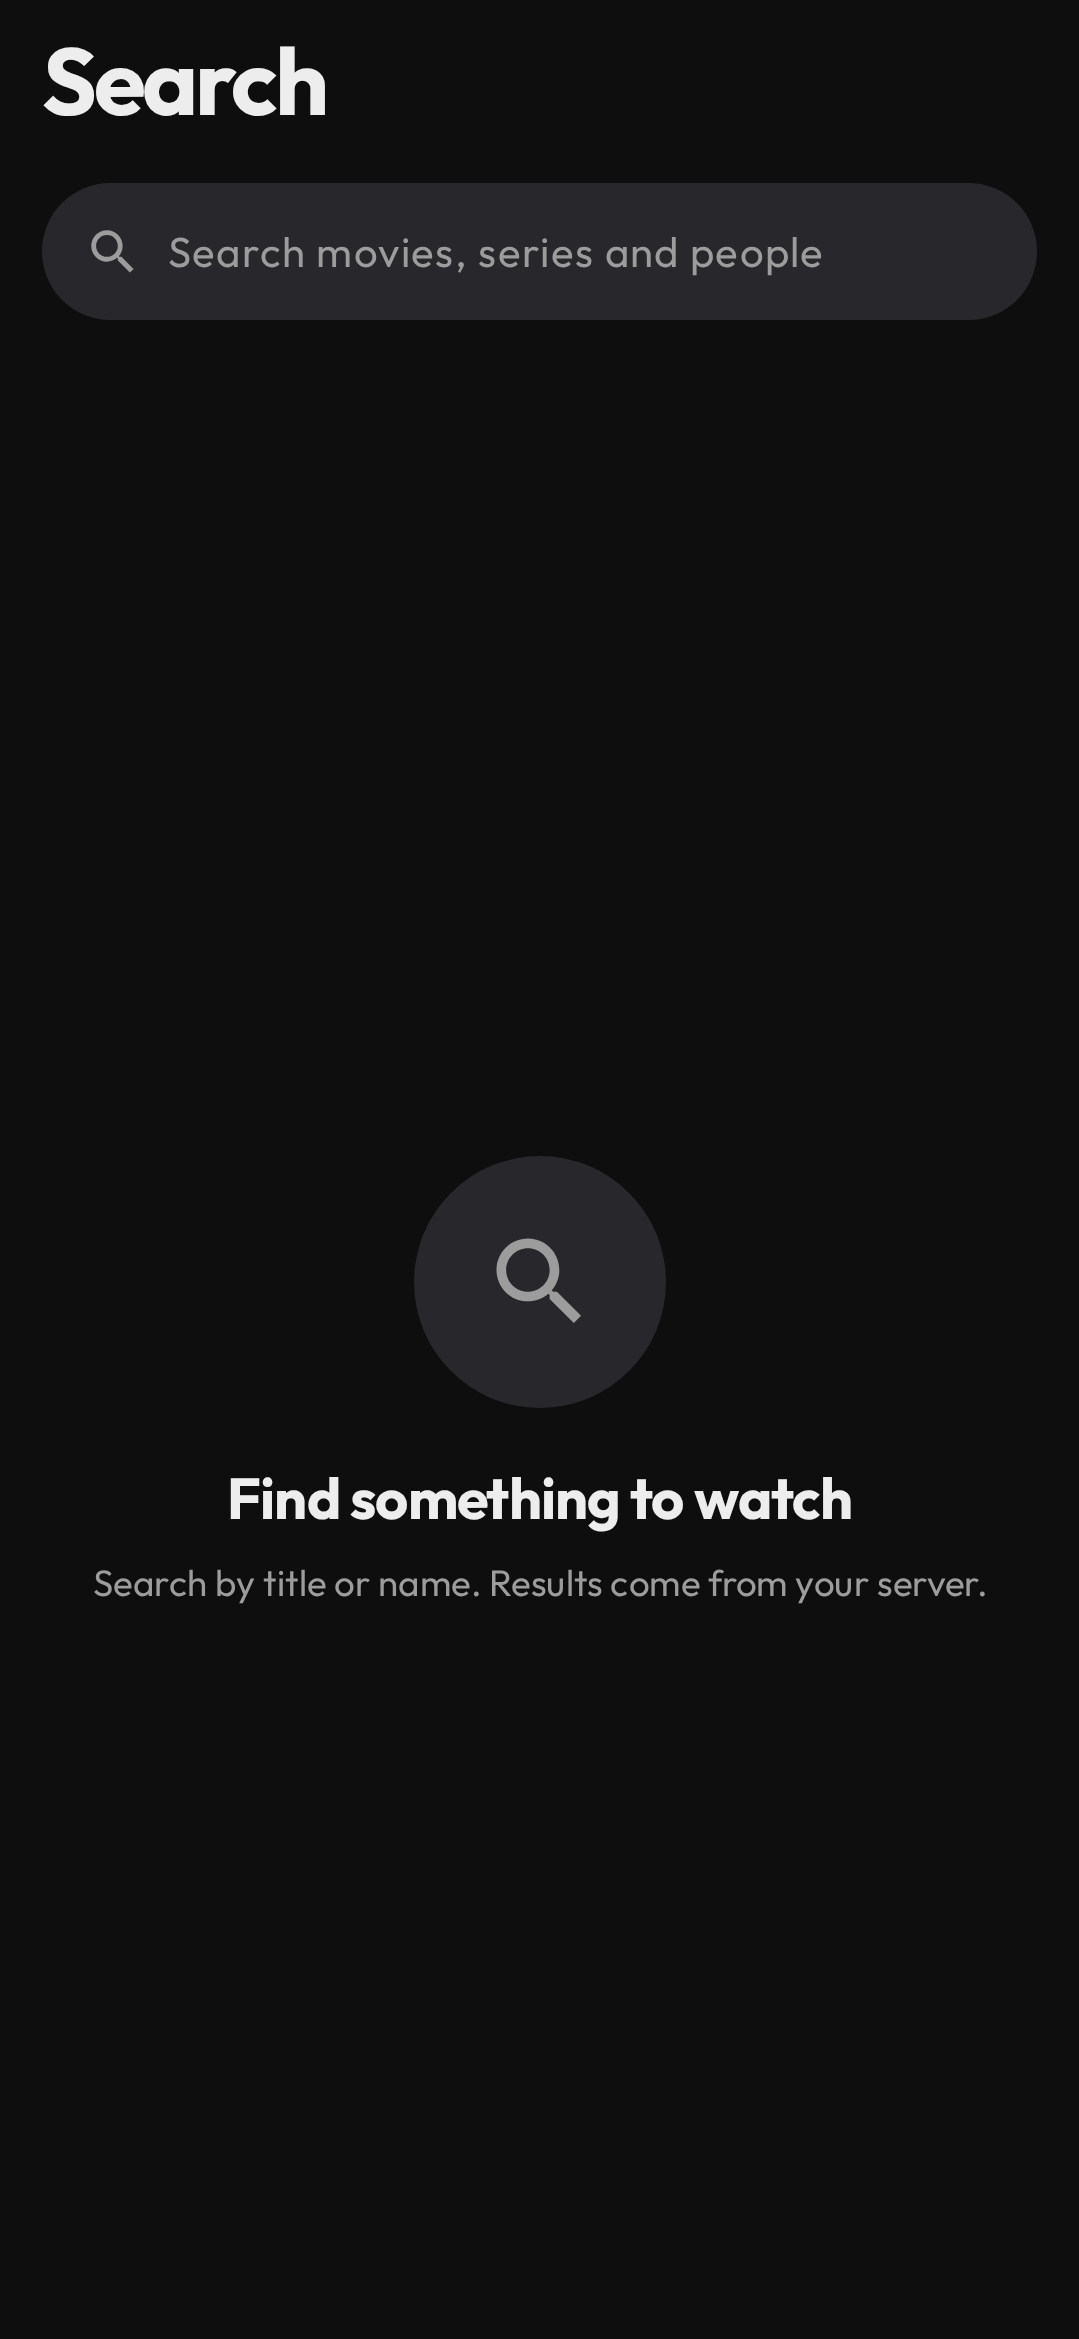 Search
Search movies, series and people
Find something to watch
Search by title or name. Results come from your server.